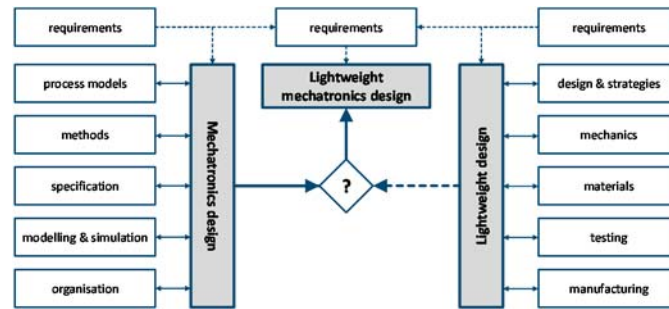 requirements
requirements
requirements
process models
methods
specification
modelling & simulation
organisation
Mechatronics design
Lightweight
mechatronics design
?
Lightweight design
design & strategies
mechanics
materials
testing
manufacturing